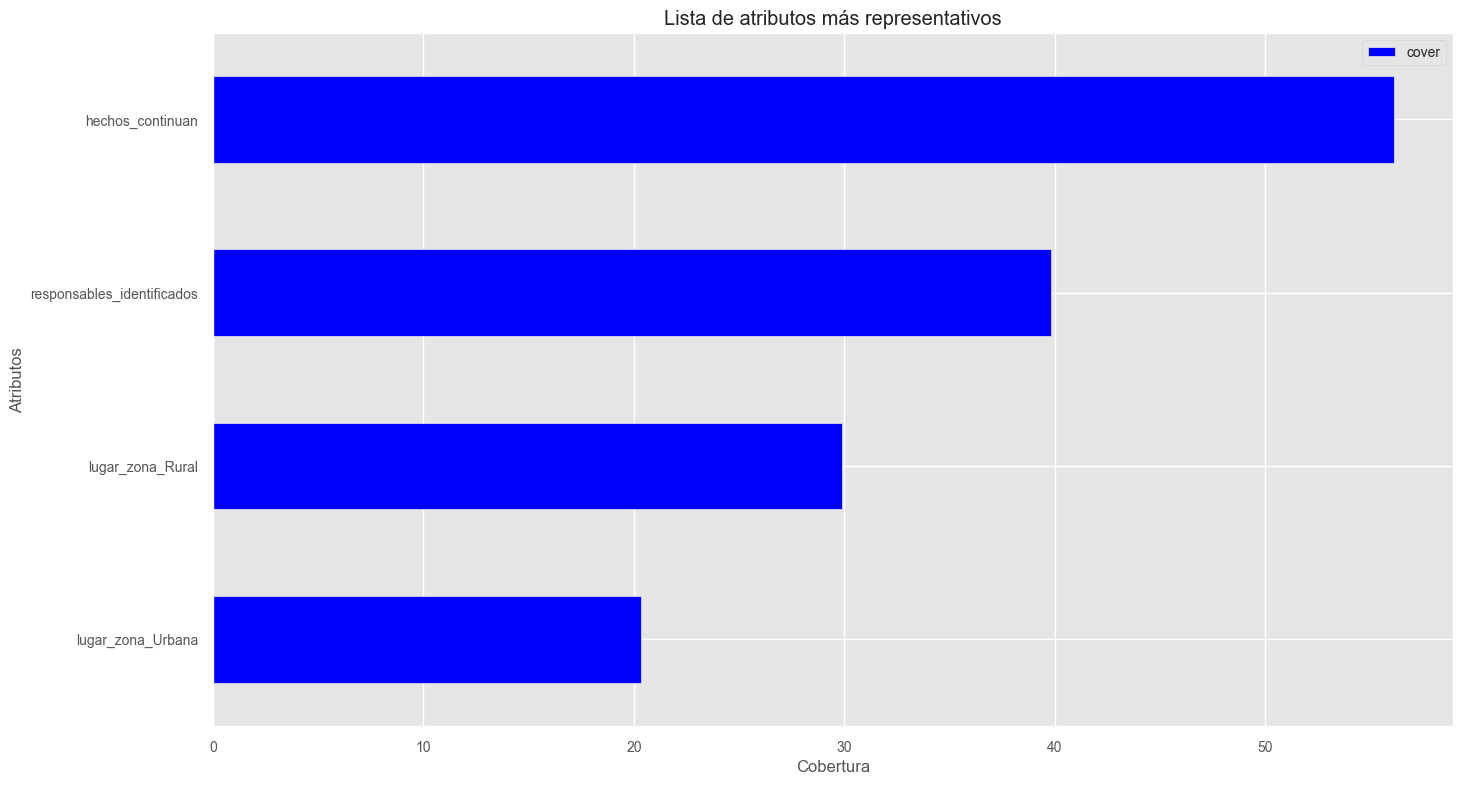 Lista de atributos más representativos
cover
hechos_continuan
responsables_identificados
lugar_zona_Rural
lugar_zona_Urbana
Atributos
0 10 20 30 40 50
Cobertura